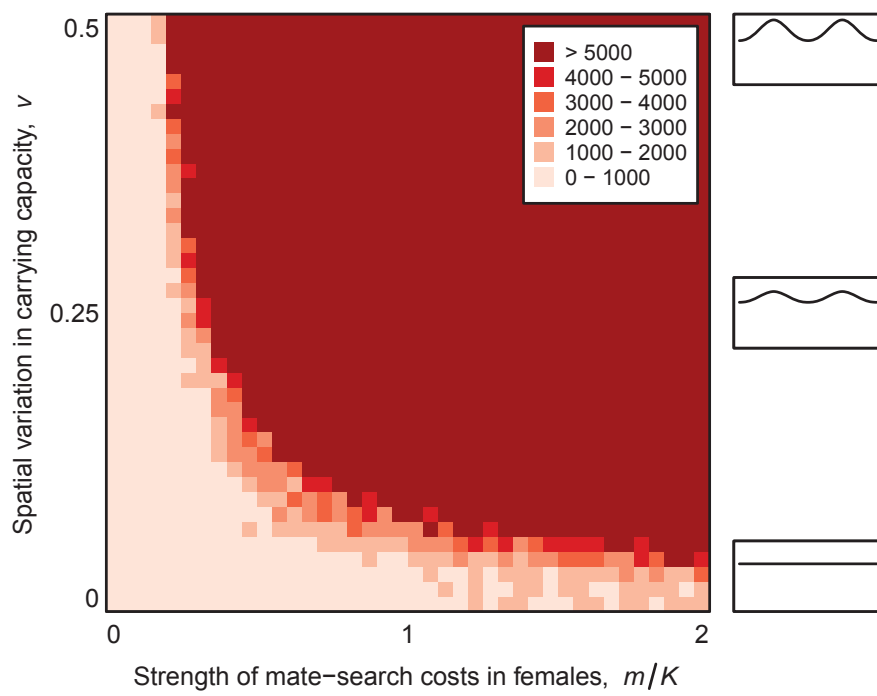 0.5
> 5000
4000 − 5000
3000 − 4000
2000 − 3000
1000 − 2000
0 − 1000
Spatial variation in carrying capacity, v
0.25
0
0
1
2
Strength of mate−search costs in females, m/K